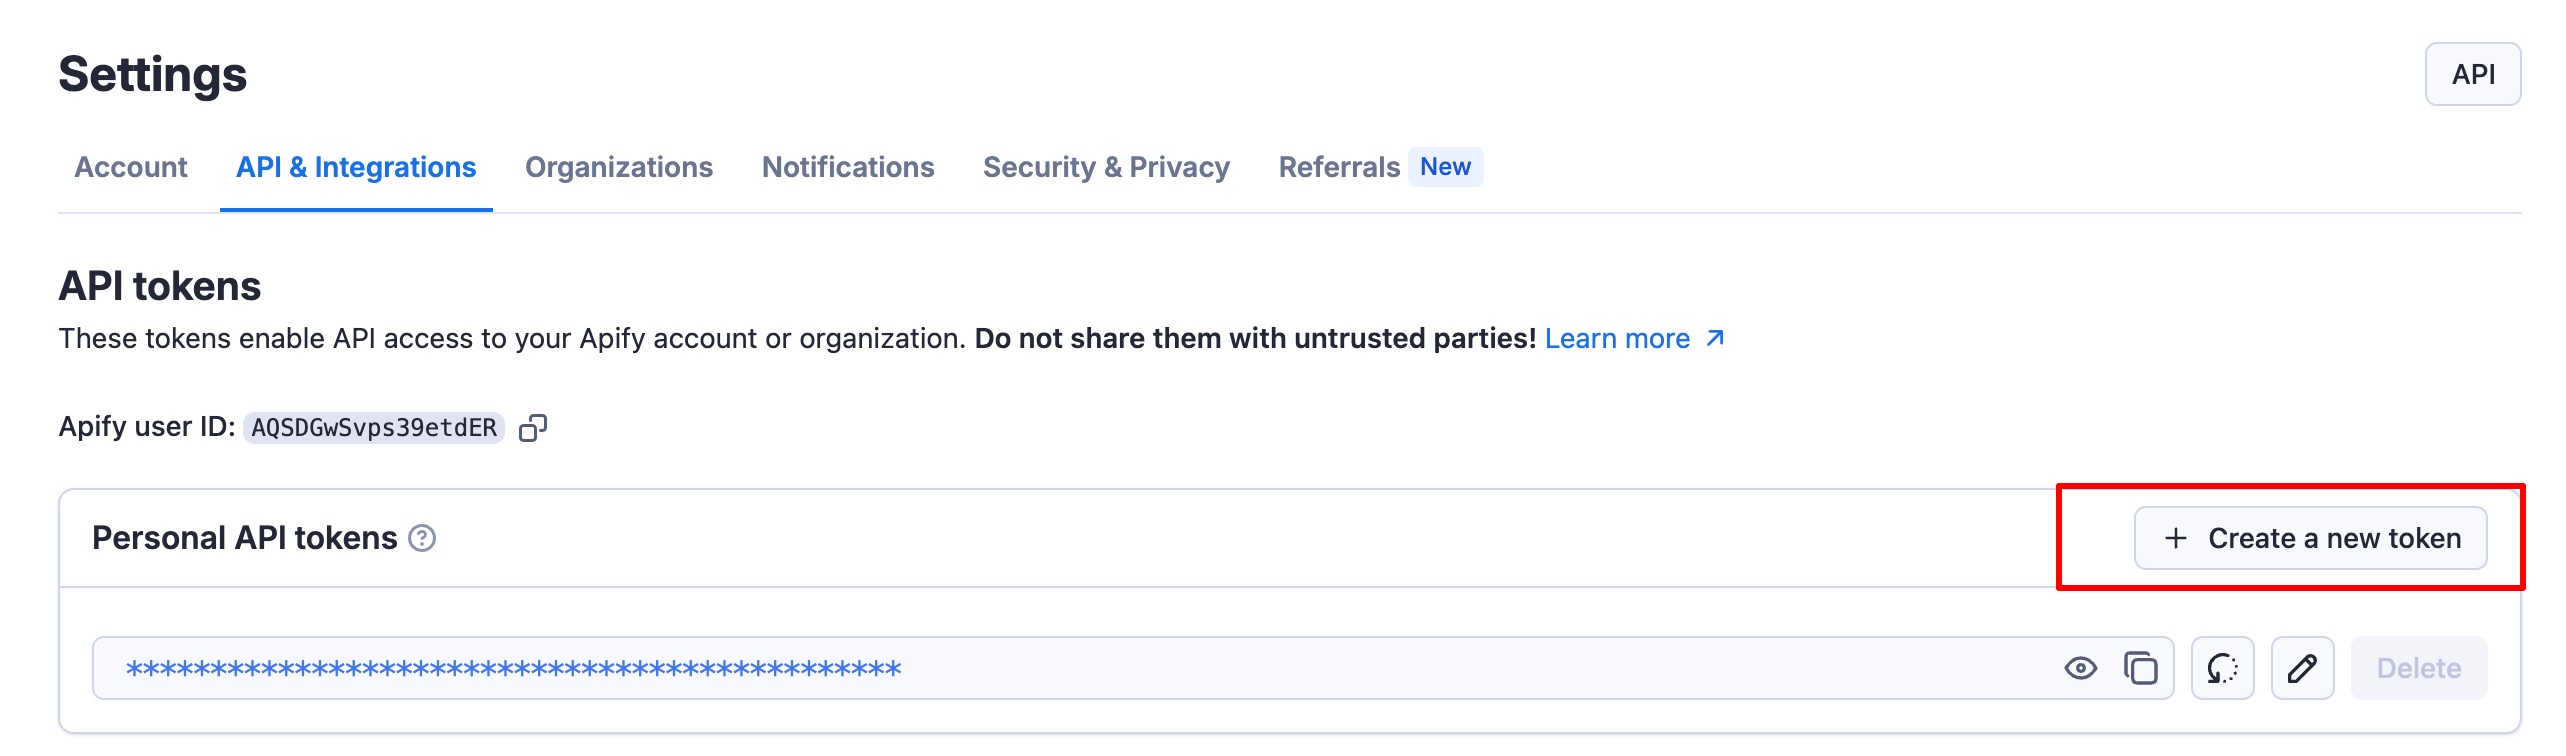 Settings
API
Account API & Integrations Organizations Notifications Security & Privacy Referrals New
API tokens
These tokens enable API access to your Apify account or organization. Do not share them with untrusted parties! Learn more
Apify user ID: AQSDGwSvps39etdER
Personal API tokens
+ Create a new token
**********************************************
Delete